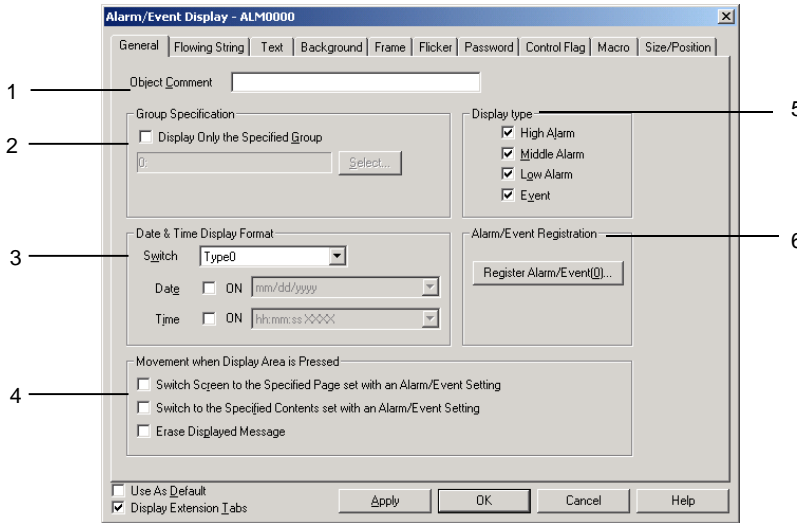 Alarm/Event Display - ALM0000
General Flowing String Text Background Frame Flicker Password Control Flag Macro Size/Position
1 Object Comment
Group Specification
2 Display Only the Specified Group
0: Select...
Display type 5
High Alarm
Middle Alarm
Low Alarm
Event
Date & Time Display Format
3 Switch Type0
Date ON mm/dd/yyyy
Time ON hh:mm:ss XXXX
Alarm/Event Registration 6
Register Alarm/Event(0)...
Movement when Display Area is Pressed
Switch Screen to the Specified Page set with an Alarm/Event Setting
4 Switch to the Specified Contents set with an Alarm/Event Setting
Erase Displayed Message
Use As Default
Display Extension Tabs
Apply OK Cancel Help